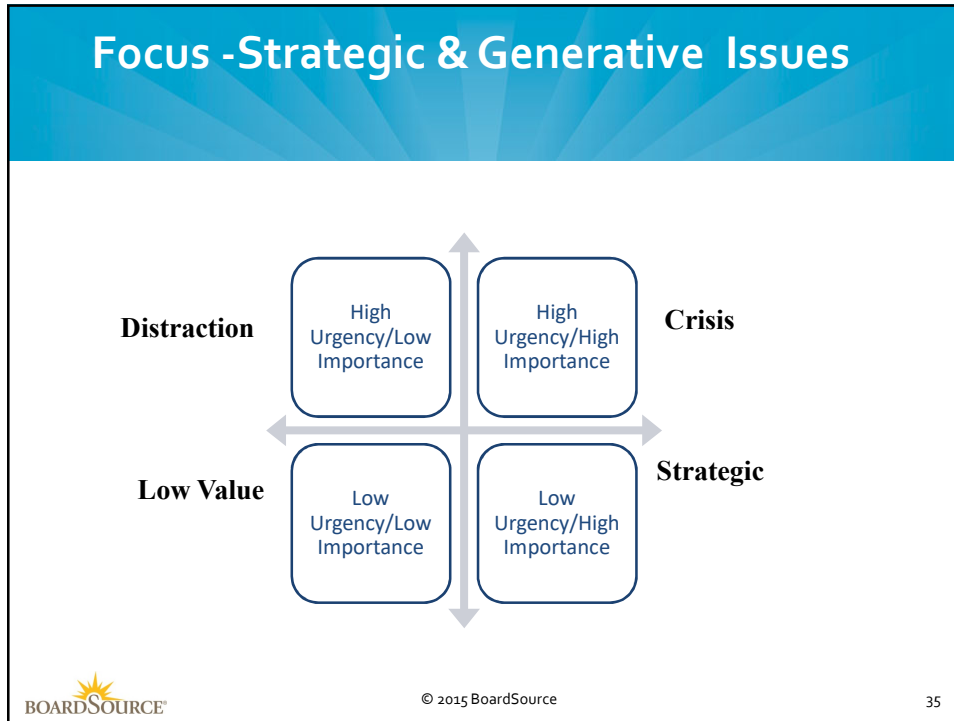 Focus -Strategic & Generative Issues
Distraction
High
Urgency/Low
Importance
High
Urgency/High
Importance
Crisis
Low Value
Low
Urgency/Low
Importance
Low
Urgency/High
Importance
Strategic
BOARDSOURCE®
© 2015 BoardSource
35